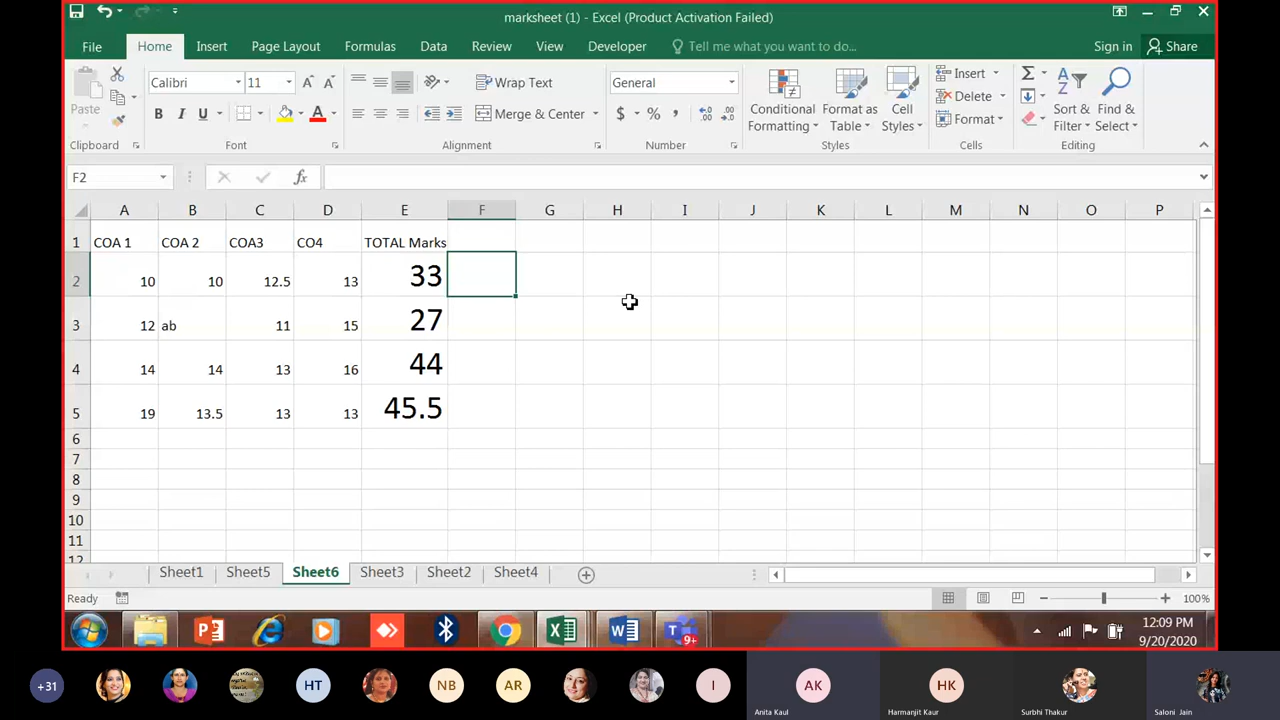 marksheet (1) - Excel (Product Activation Failed)
File Home Insert Page Layout Formulas Data Review View Developer Tell me what you want to do... Sign in Share
Paste
Clipboard
Calibri 11
B I U A
Font
Wrap Text
Merge & Center
Alignment
General
$ % ,
Number
Conditional Formatting
Format as Table
Cell Styles
Styles
Insert
Delete
Format
Cells
Sort & Filter
Find & Select
Editing
F2 fx
A B C D E F G H I J K L M N O P
1 COA 1 COA 2 COA3 CO4 TOTAL Marks
2 10 10 12.5 13 33
3 12 ab 11 15 27
4 14 14 13 16 44
5 19 13.5 13 13 45.5
6
7
8
9
10
11
12
Sheet1 Sheet5 Sheet6 Sheet3 Sheet2 Sheet4
Ready 100%
9+
12:09 PM
9/20/2020
+31 HT NB AR I AK HK
Anita Kaul Harmanjit Kaur Surbhi Thakur Saloni Jain